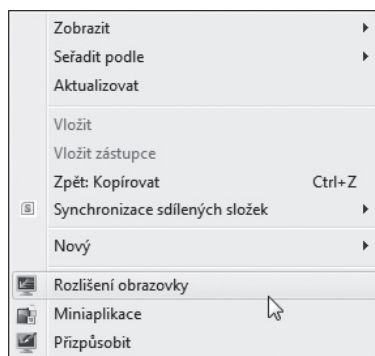 Zobrazit
Seřadit podle
Aktualizovat
Vložit
Vložit zástupce
Zpět: Kopírovat Ctrl+Z
S Synchronizace sdílených složek
Nový
Rozlišení obrazovky
Miniaplikace
Přizpůsobit